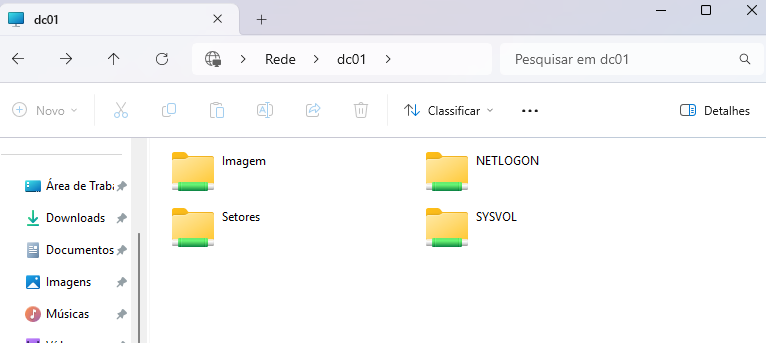 dc01
Rede dc01
Pesquisar em dc01
Novo
Classificar
Detalhes
Área de Traba
Downloads
Documentos
Imagens
Músicas
Imagem
NETLOGON
Setores
SYSVOL